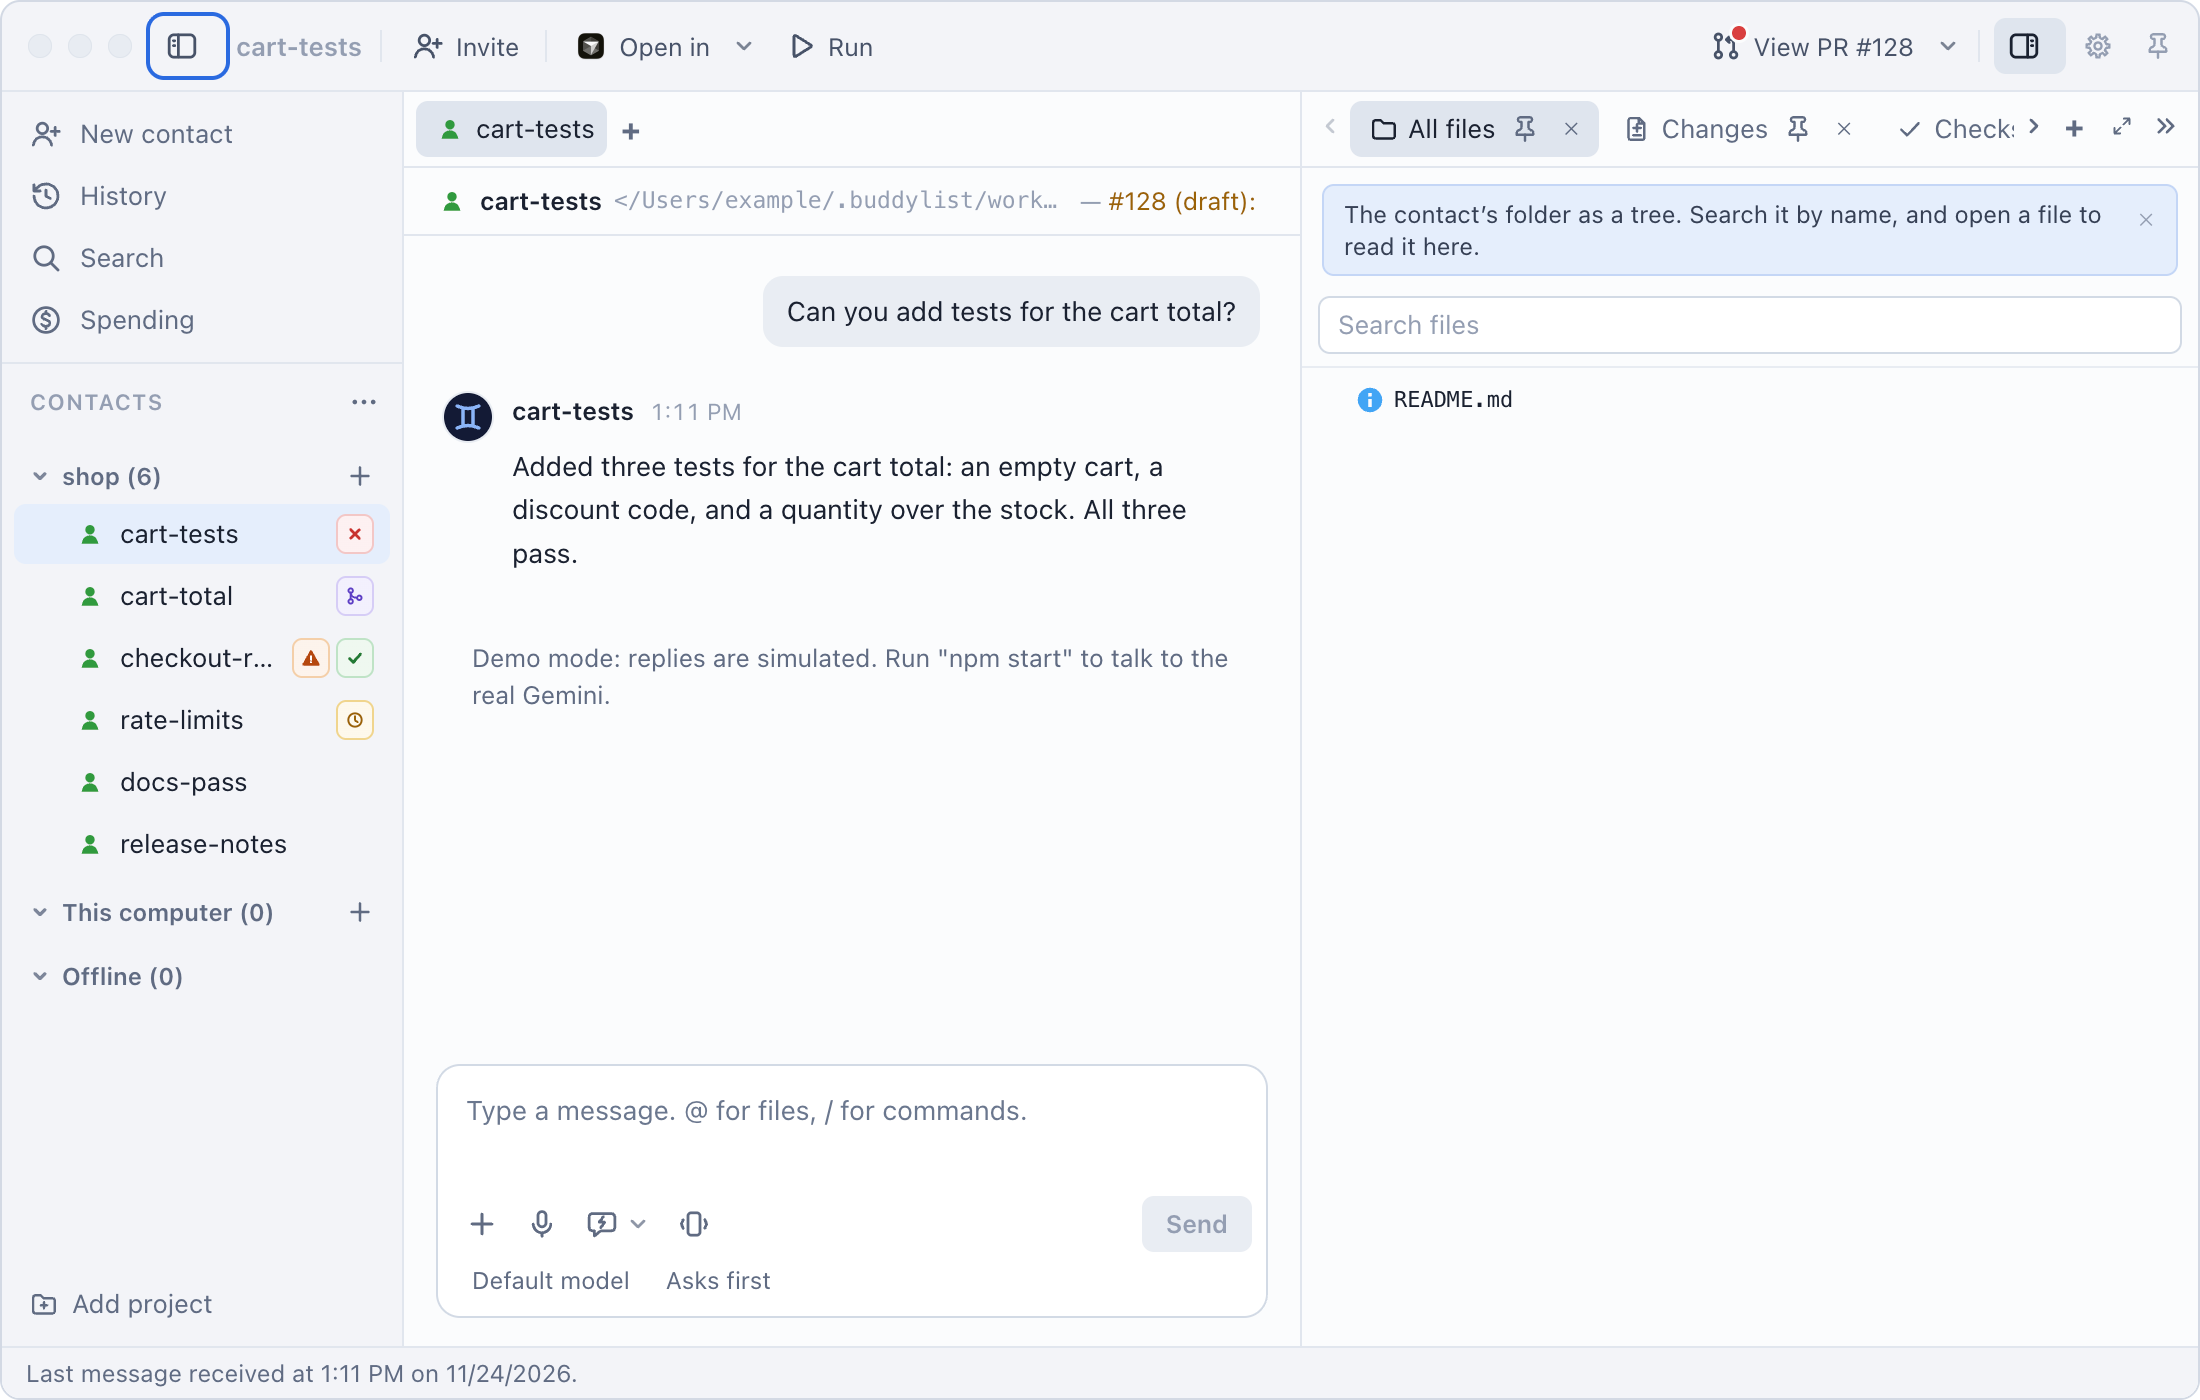 cart-tests
Invite
Open in
Run
View PR #128
New contact
History
Search
Spending
CONTACTS
shop (6)
cart-tests
cart-total
checkout-r...
rate-limits
docs-pass
release-notes
This computer (0)
Offline (0)
Add project
cart-tests
cart-tests </Users/example/.buddylist/work… — #128 (draft):
Can you add tests for the cart total?
cart-tests 1:11 PM
Added three tests for the cart total: an empty cart, a
discount code, and a quantity over the stock. All three
pass.
Demo mode: replies are simulated. Run "npm start" to talk to the
real Gemini.
Type a message. @ for files, / for commands.
Send
Default model
Asks first
All files
Changes
Checks
The contact’s folder as a tree. Search it by name, and open a file to
read it here.
Search files
README.md
Last message received at 1:11 PM on 11/24/2026.